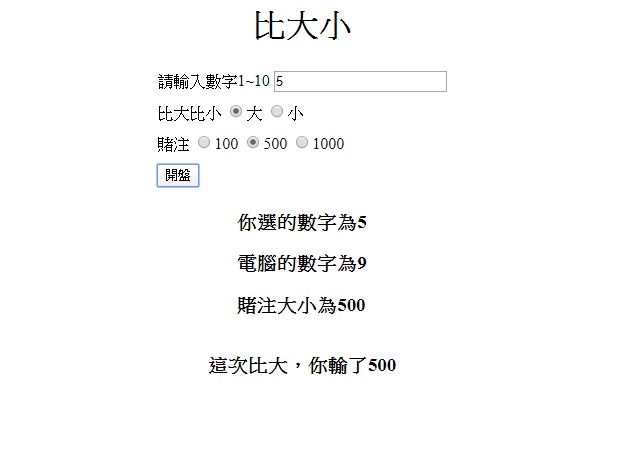 比大小
請輸入數字1~10 5
比大比小 大 小
賭注 100 500 1000
開盤
你選的數字為5
電腦的數字為9
賭注大小為500
這次比大，你輸了500